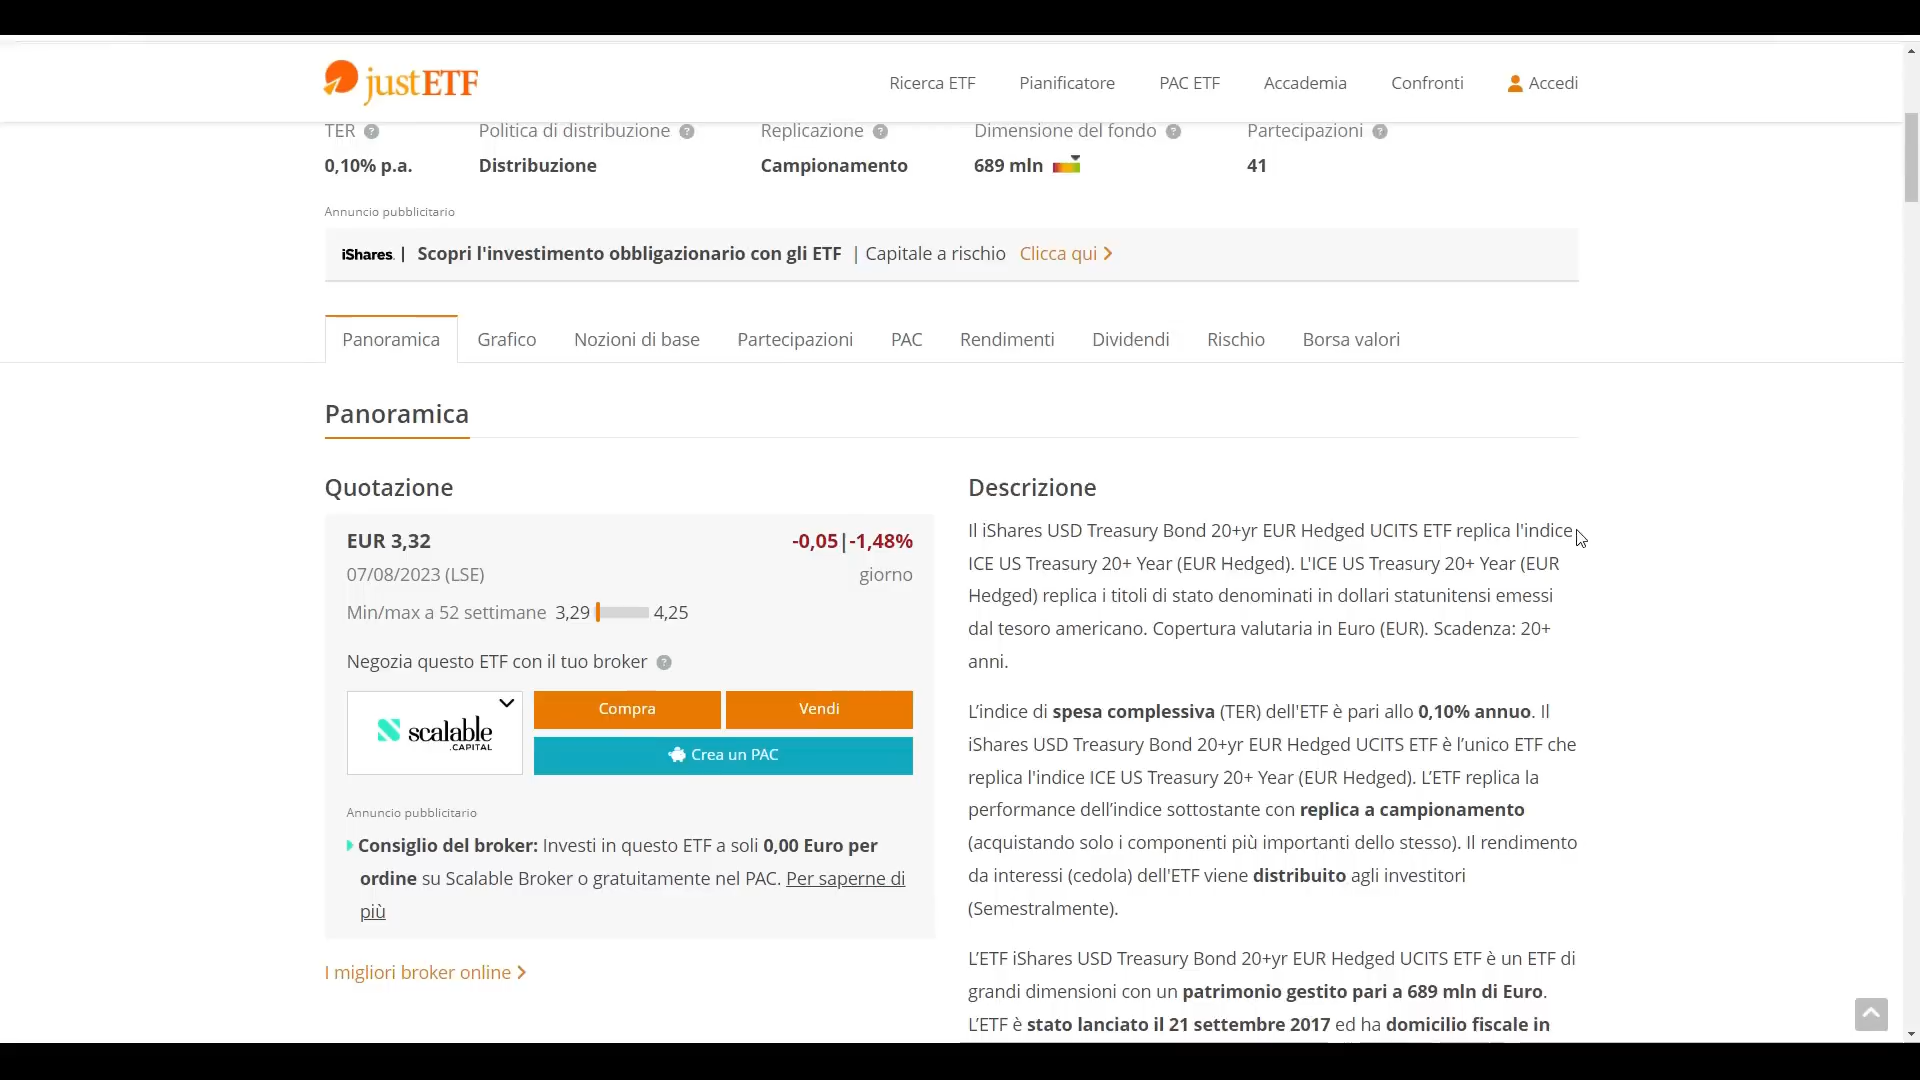 justETF
Ricerca ETF Pianificatore PAC ETF Accademia Confronti Accedi
TER ? Politica di distribuzione ? Replicazione ? Dimensione del fondo ? Partecipazioni ?
0,10% p.a. Distribuzione Campionamento 689 mln 41
Annuncio pubblicitario
iShares. | Scopri l'investimento obbligazionario con gli ETF | Capitale a rischio Clicca qui
Panoramica Grafico Nozioni di base Partecipazioni PAC Rendimenti Dividendi Rischio Borsa valori
Panoramica
Quotazione
EUR 3,32 -0,05|-1,48%
07/08/2023 (LSE) giorno
Min/max a 52 settimane 3,29 4,25
Negozia questo ETF con il tuo broker ?
scalable
.CAPITAL
Compra Vendi
Crea un PAC
Annuncio pubblicitario
Consiglio del broker: Investi in questo ETF a soli 0,00 Euro per
ordine su Scalable Broker o gratuitamente nel PAC. Per saperne di
più
I migliori broker online
Descrizione
Il iShares USD Treasury Bond 20+yr EUR Hedged UCITS ETF replica l'indice
ICE US Treasury 20+ Year (EUR Hedged). L'ICE US Treasury 20+ Year (EUR
Hedged) replica i titoli di stato denominati in dollari statunitensi emessi
dal tesoro americano. Copertura valutaria in Euro (EUR). Scadenza: 20+
anni.
L’indice di spesa complessiva (TER) dell'ETF è pari allo 0,10% annuo. Il
iShares USD Treasury Bond 20+yr EUR Hedged UCITS ETF è l’unico ETF che
replica l'indice ICE US Treasury 20+ Year (EUR Hedged). L’ETF replica la
performance dell’indice sottostante con replica a campionamento
(acquistando solo i componenti più importanti dello stesso). Il rendimento
da interessi (cedola) dell'ETF viene distribuito agli investitori
(Semestralmente).
L’ETF iShares USD Treasury Bond 20+yr EUR Hedged UCITS ETF è un ETF di
grandi dimensioni con un patrimonio gestito pari a 689 mln di Euro.
L’ETF è stato lanciato il 21 settembre 2017 ed ha domicilio fiscale in